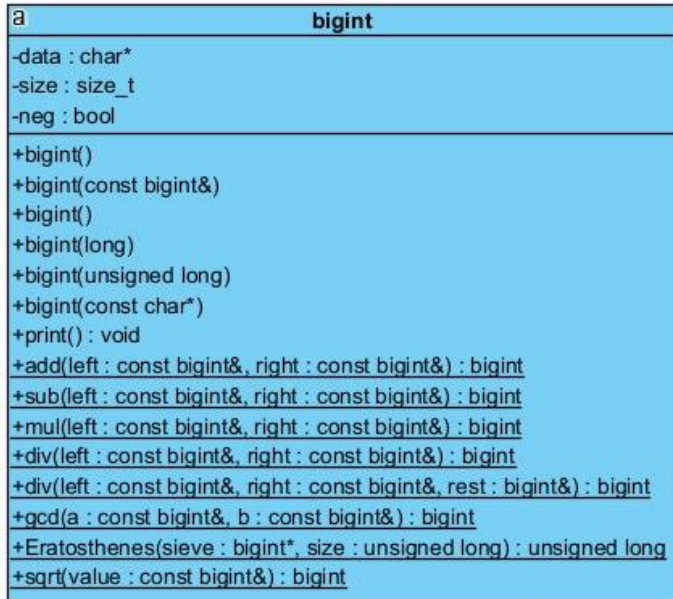 a
bigint
-data : char*
-size : size_t
-neg : bool
+bigint()
+bigint(const bigint&)
+bigint()
+bigint(long)
+bigint(unsigned long)
+bigint(const char*)
+print() : void
+add(left : const bigint&, right : const bigint&) : bigint
+sub(left : const bigint&, right : const bigint&) : bigint
+mul(left : const bigint&, right : const bigint&) : bigint
+div(left : const bigint&, right : const bigint&) : bigint
+div(left : const bigint&, right : const bigint&, rest : bigint&) : bigint
+gcd(a : const bigint&, b : const bigint&) : bigint
+Eratosthenes(sieve : bigint*, size : unsigned long) : unsigned long
+sqrt(value : const bigint&) : bigint